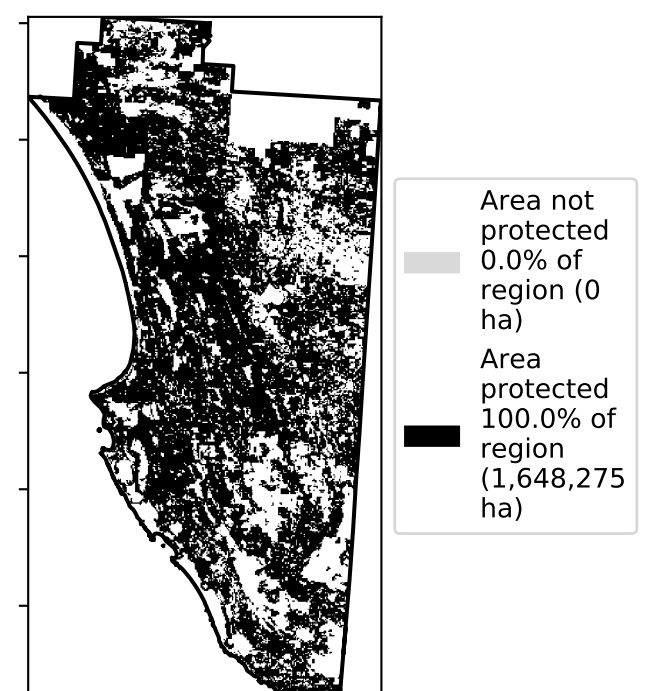 Area not
protected
0.0% of
region (0
ha)
Area
protected
100.0% of
region
(1,648,275
ha)